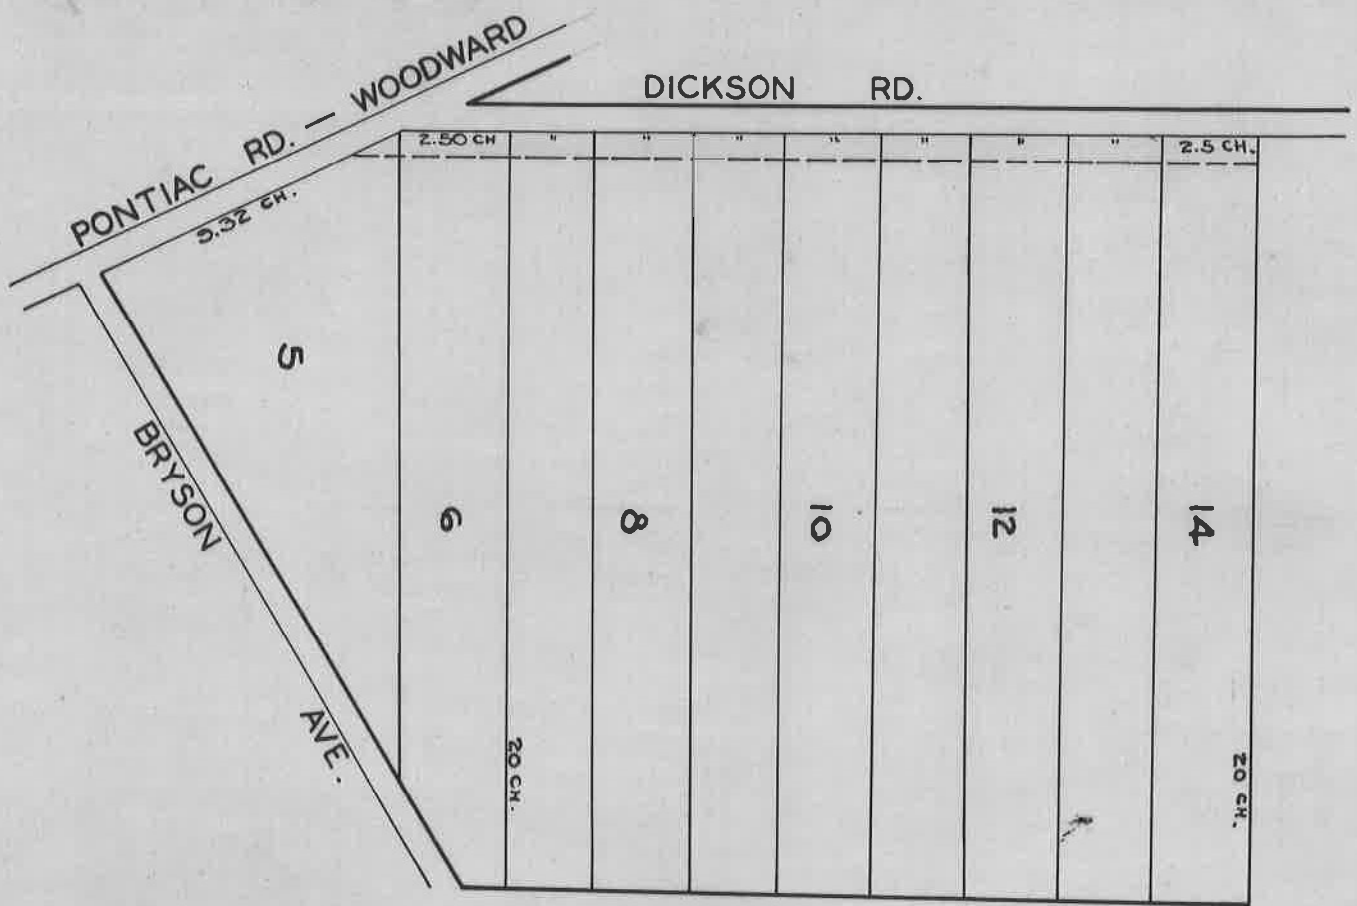 PONTIAC RD. — WOODWARD
DICKSON RD.
2.50 CH " " " " " " " 2.5 CH.
9.32 CH.
5
BRYSON AVE.
6 8 10 12 14
20 CH.
20 CH.